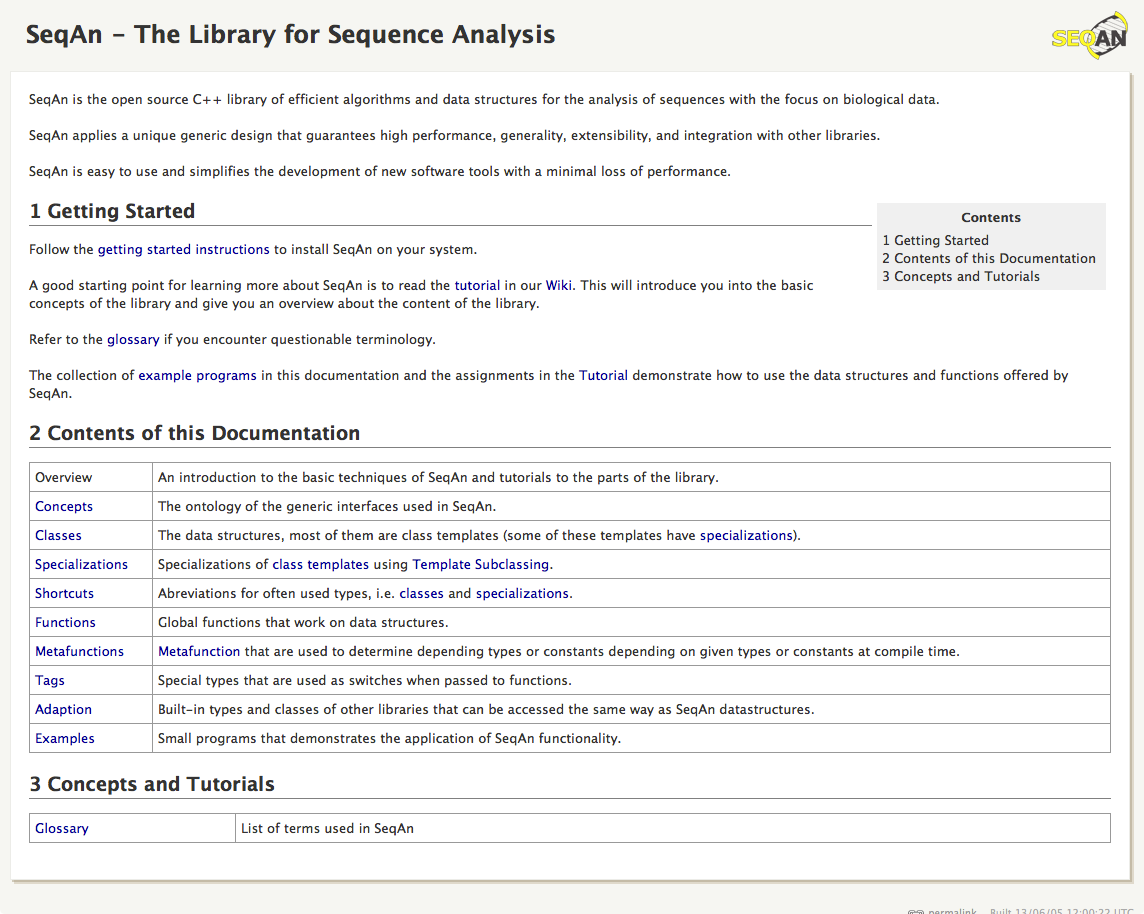 SeqAn – The Library for Sequence Analysis
SEQAN
SeqAn is the open source C++ library of efficient algorithms and data structures for the analysis of sequences with the focus on biological data.
SeqAn applies a unique generic design that guarantees high performance, generality, extensibility, and integration with other libraries.
SeqAn is easy to use and simplifies the development of new software tools with a minimal loss of performance.
1 Getting Started
Contents
1 Getting Started
2 Contents of this Documentation
3 Concepts and Tutorials
Follow the getting started instructions to install SeqAn on your system.
A good starting point for learning more about SeqAn is to read the tutorial in our Wiki. This will introduce you into the basic
concepts of the library and give you an overview about the content of the library.
Refer to the glossary if you encounter questionable terminology.
The collection of example programs in this documentation and the assignments in the Tutorial demonstrate how to use the data structures and functions offered by
SeqAn.
2 Contents of this Documentation
Overview An introduction to the basic techniques of SeqAn and tutorials to the parts of the library.
Concepts The ontology of the generic interfaces used in SeqAn.
Classes The data structures, most of them are class templates (some of these templates have specializations).
Specializations Specializations of class templates using Template Subclassing.
Shortcuts Abreviations for often used types, i.e. classes and specializations.
Functions Global functions that work on data structures.
Metafunctions Metafunction that are used to determine depending types or constants depending on given types or constants at compile time.
Tags Special types that are used as switches when passed to functions.
Adaption Built-in types and classes of other libraries that can be accessed the same way as SeqAn datastructures.
Examples Small programs that demonstrates the application of SeqAn functionality.
3 Concepts and Tutorials
Glossary List of terms used in SeqAn
permalink Built 13/06/05 12:00:22 UTC